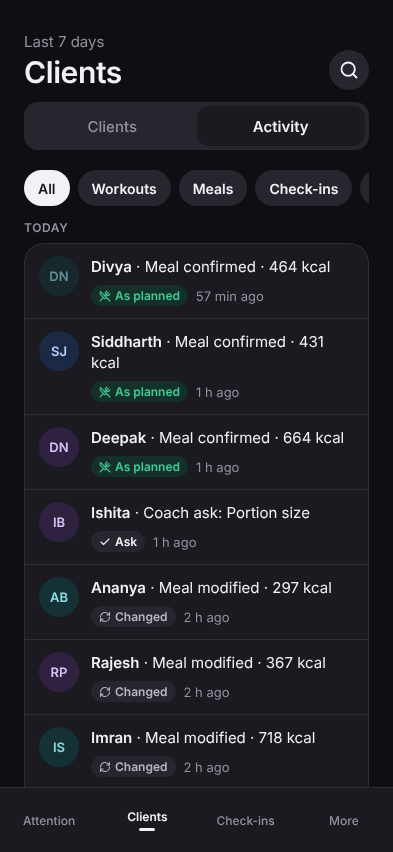 Last 7 days
Clients
Clients Activity
All Workouts Meals Check-ins
TODAY
DN Divya · Meal confirmed · 464 kcal
As planned 57 min ago
SJ Siddharth · Meal confirmed · 431
kcal
As planned 1 h ago
DN Deepak · Meal confirmed · 664 kcal
As planned 1 h ago
IB Ishita · Coach ask: Portion size
Ask 1 h ago
AB Ananya · Meal modified · 297 kcal
Changed 2 h ago
RP Rajesh · Meal modified · 367 kcal
Changed 2 h ago
IS Imran · Meal modified · 718 kcal
Changed 2 h ago
Attention Clients Check-ins More